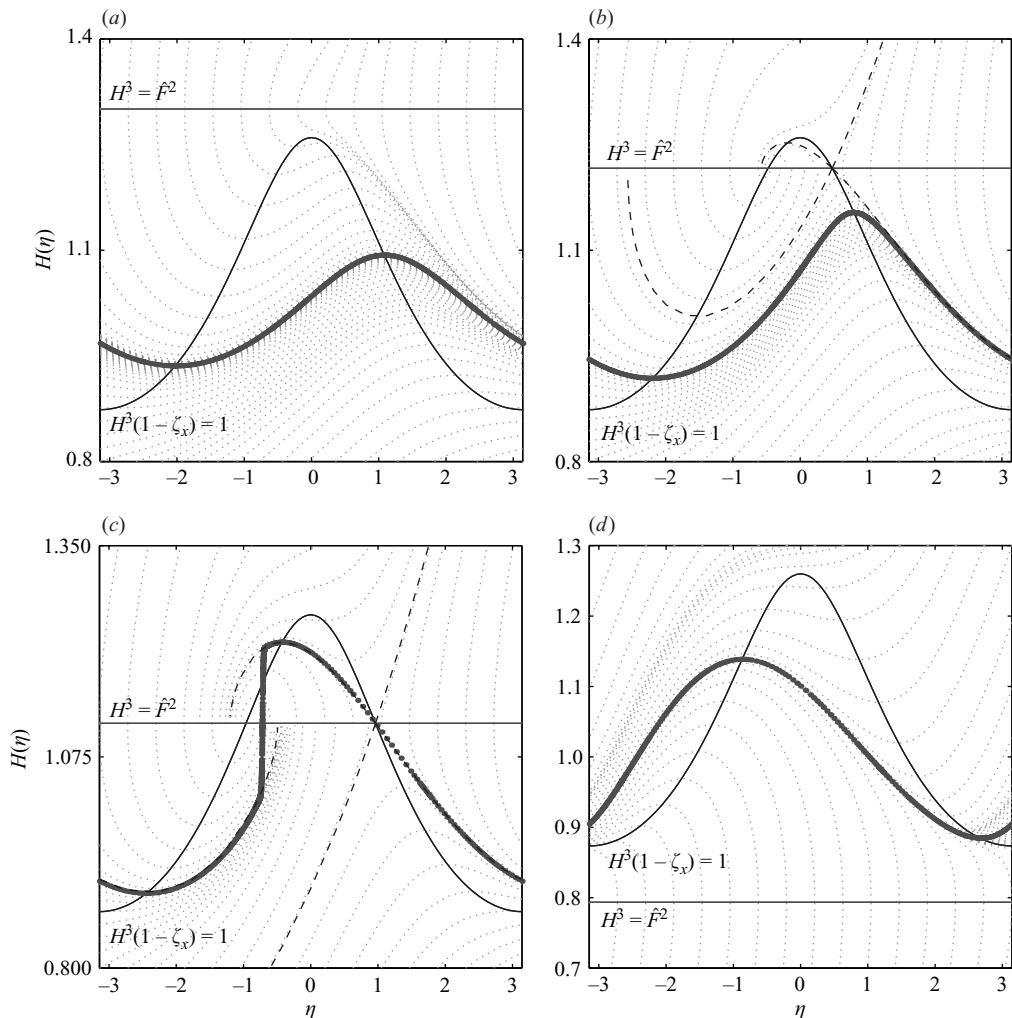 (a)
1.4
H³ = F̂²
H(η)
1.1
H³(1 – ζₓ) = 1
0.8
–3 –2 –1 0 1 2 3
(b)
1.4
H³ = F̂²
1.1
H³(1 – ζₓ) = 1
0.8
–3 –2 –1 0 1 2 3
(c)
1.350
H³ = F̂²
H(η)
1.075
H³(1 – ζₓ) = 1
0.800
–3 –2 –1 0 1 2 3
η
(d)
1.3
1.2
1.1
1.0
0.9
H³(1 – ζₓ) = 1
0.8
H³ = F̂²
0.7
–3 –2 –1 0 1 2 3
η